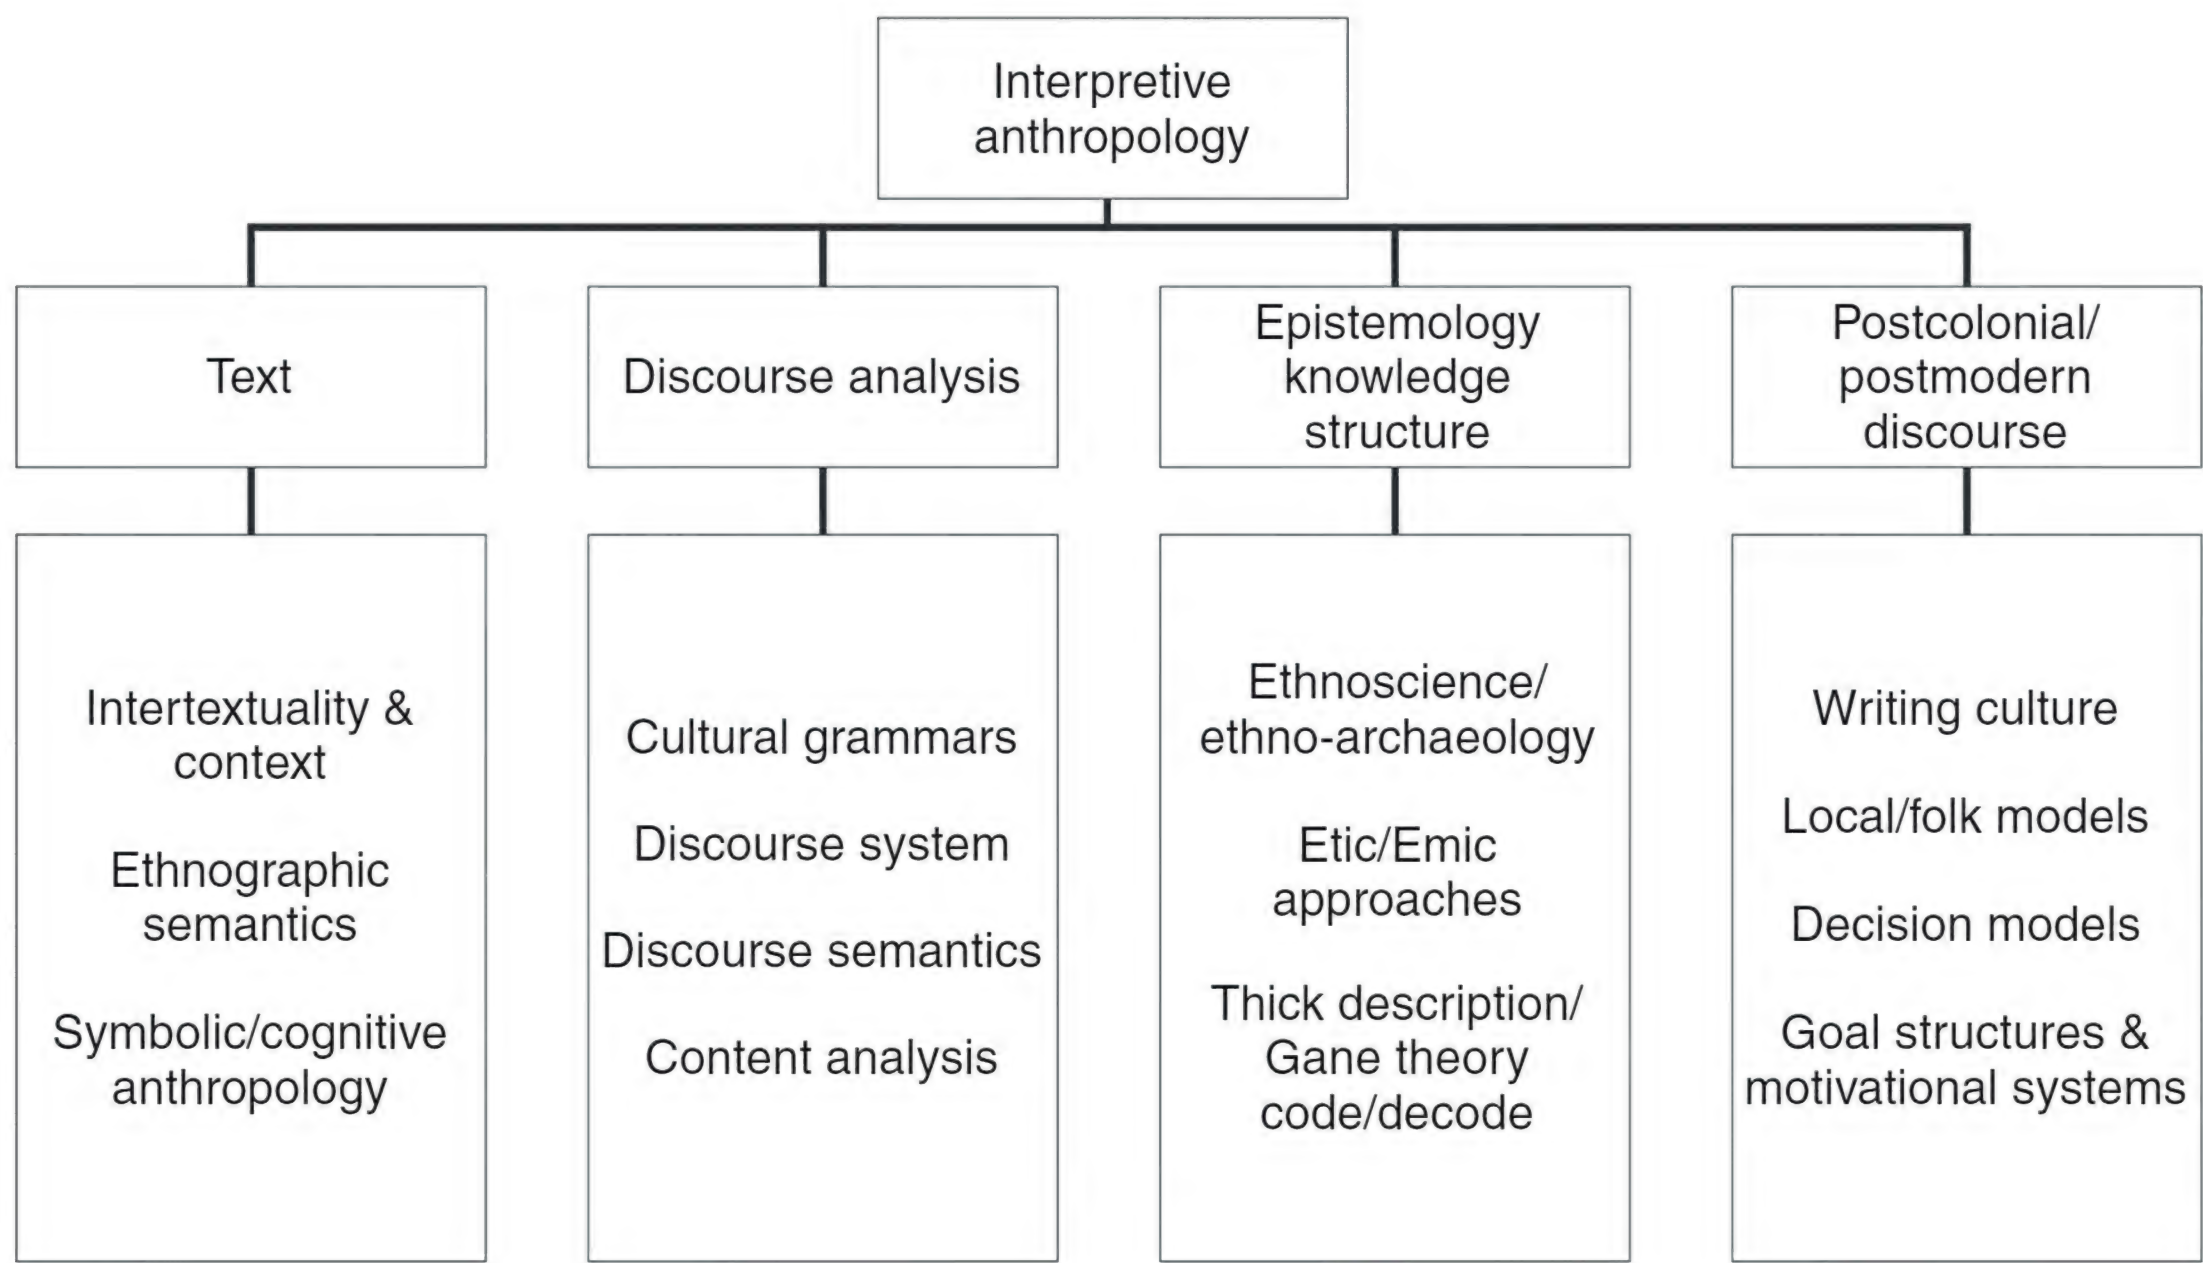 Interpretive
anthropology
Text
Discourse analysis
Epistemology
knowledge
structure
Postcolonial/
postmodern
discourse
Intertextuality &
context
Ethnographic
semantics
Symbolic/cognitive
anthropology
Cultural grammars
Discourse system
Discourse semantics
Content analysis
Ethnoscience/
ethno-archaeology
Etic/Emic
approaches
Thick description/
Gane theory
code/decode
Writing culture
Local/folk models
Decision models
Goal structures &
motivational systems